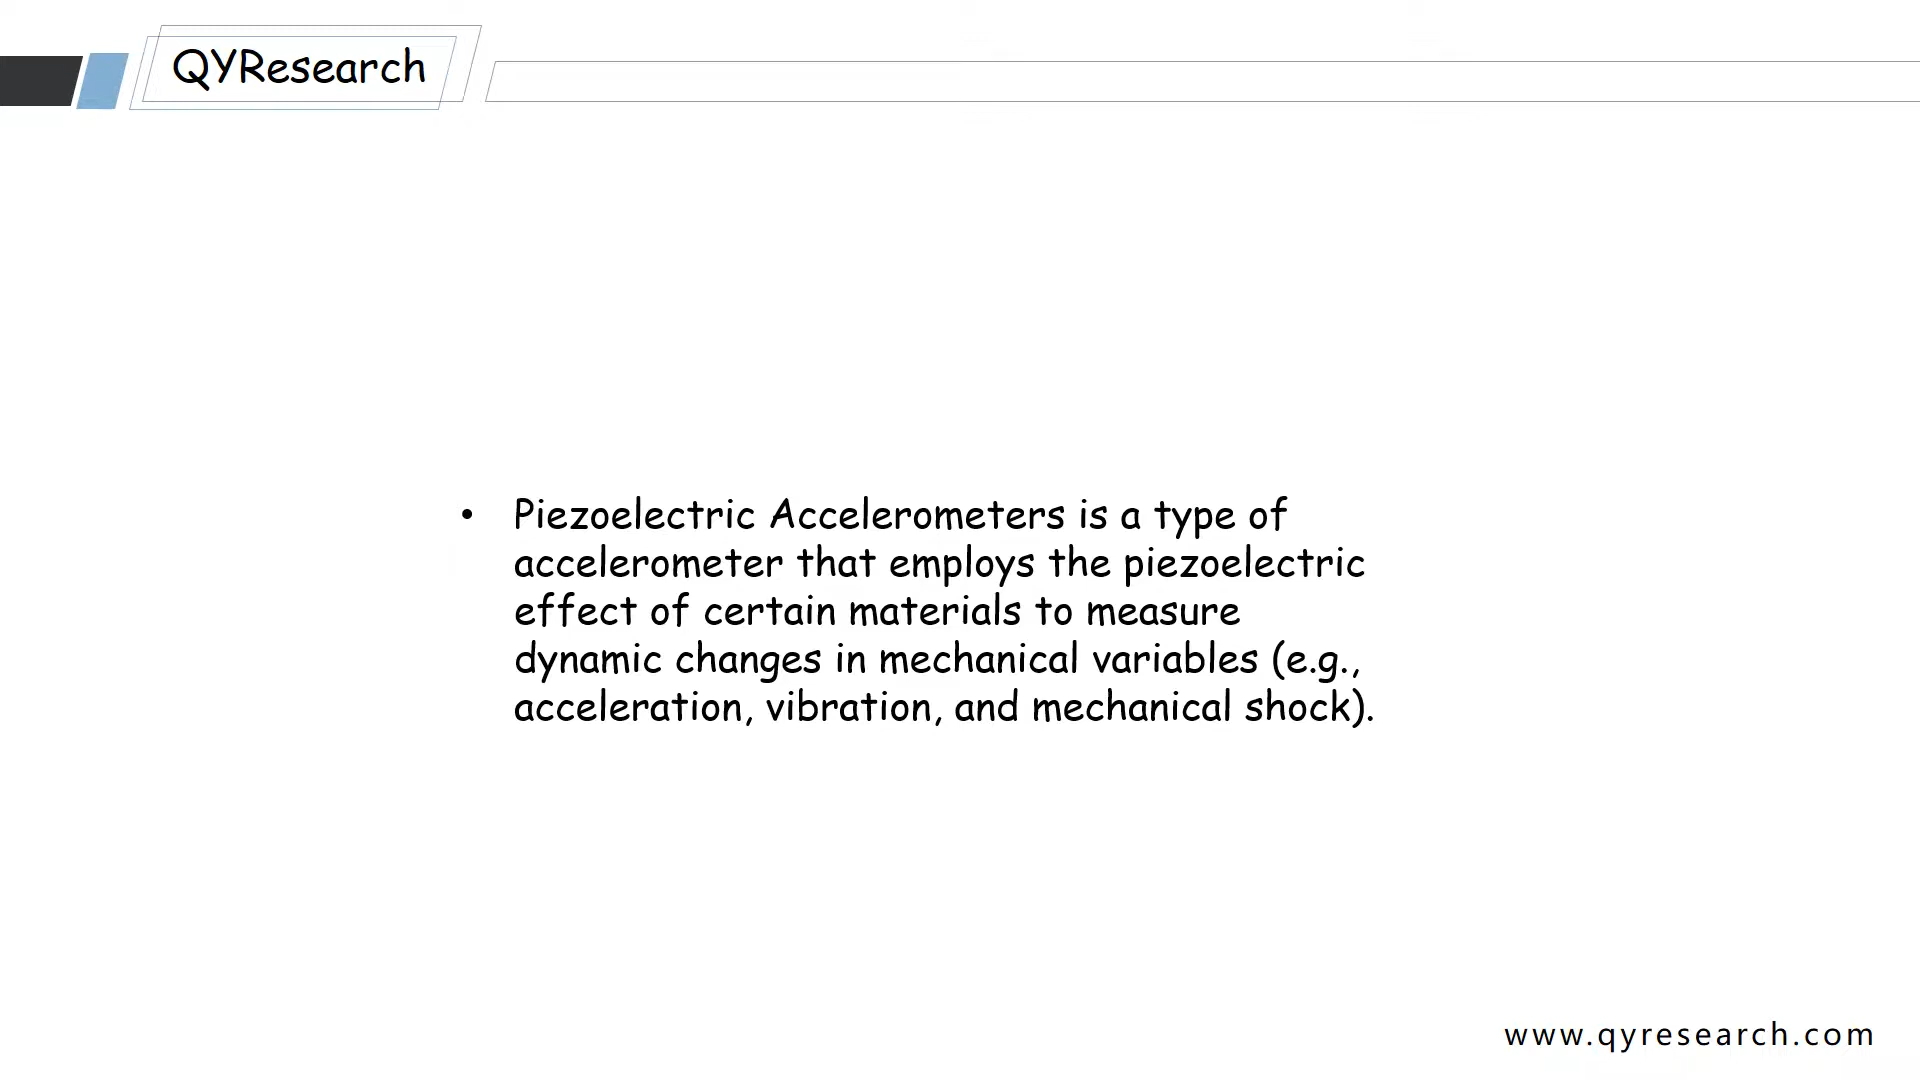 QYResearch
• Piezoelectric Accelerometers is a type of
accelerometer that employs the piezoelectric
effect of certain materials to measure
dynamic changes in mechanical variables (e.g.,
acceleration, vibration, and mechanical shock).
www.qyresearch.com